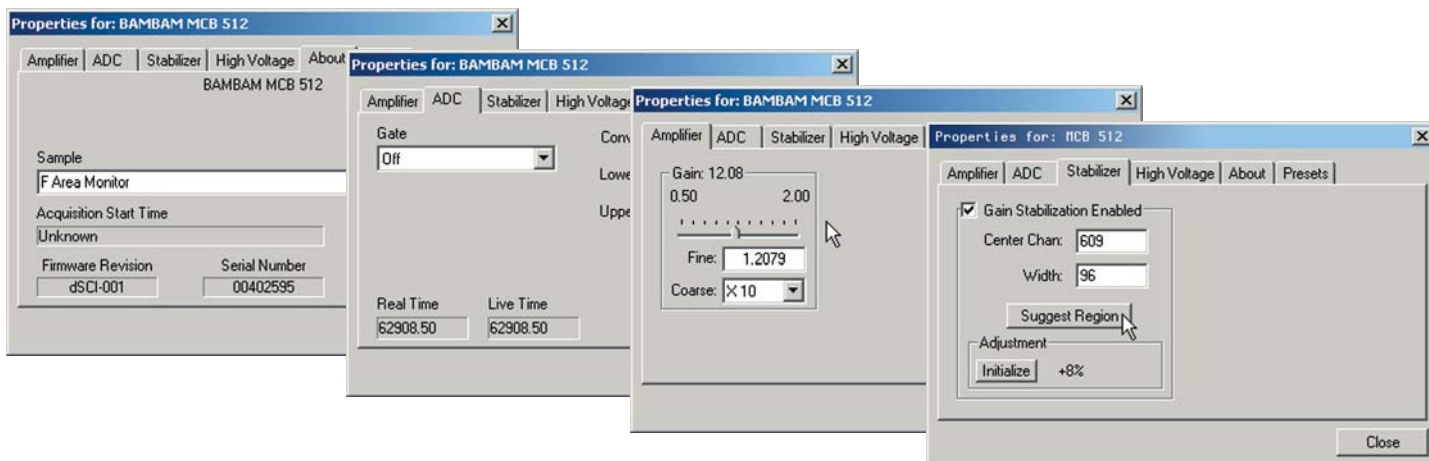 Properties for: BAMBAM MCB 512
Amplifier ADC Stabilizer High Voltage About
BAMBAM MCB 512
Sample
F Area Monitor
Acquisition Start Time
Unknown
Firmware Revision Serial Number
dSCI-001 00402595
Properties for: BAMBAM MCB 512
Amplifier ADC Stabilizer High Voltage
Gate
Off
Real Time Live Time
62908.50 62908.50
Properties for: BAMBAM MCB 512
Amplifier ADC Stabilizer High Voltage
Gain: 12.08
0.50 2.00
Fine: 1.2079
Coarse: X 10
Properties for: MCB 512
Amplifier ADC Stabilizer High Voltage About Presets
Gain Stabilization Enabled
Center Chan: 609
Width: 96
Suggest Region
Adjustment
Initialize +8%
Close